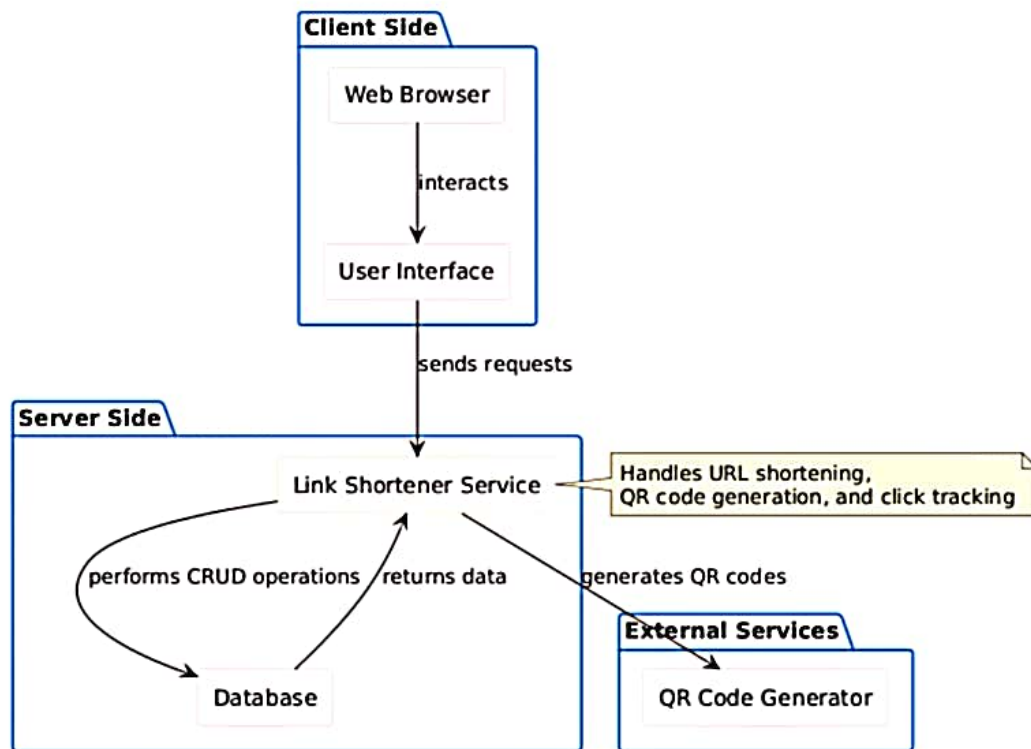 Client Side
Web Browser
interacts
User Interface
sends requests
Server Side
Link Shortener Service
Handles URL shortening,
QR code generation, and click tracking
performs CRUD operations
returns data
generates QR codes
External Services
Database
QR Code Generator